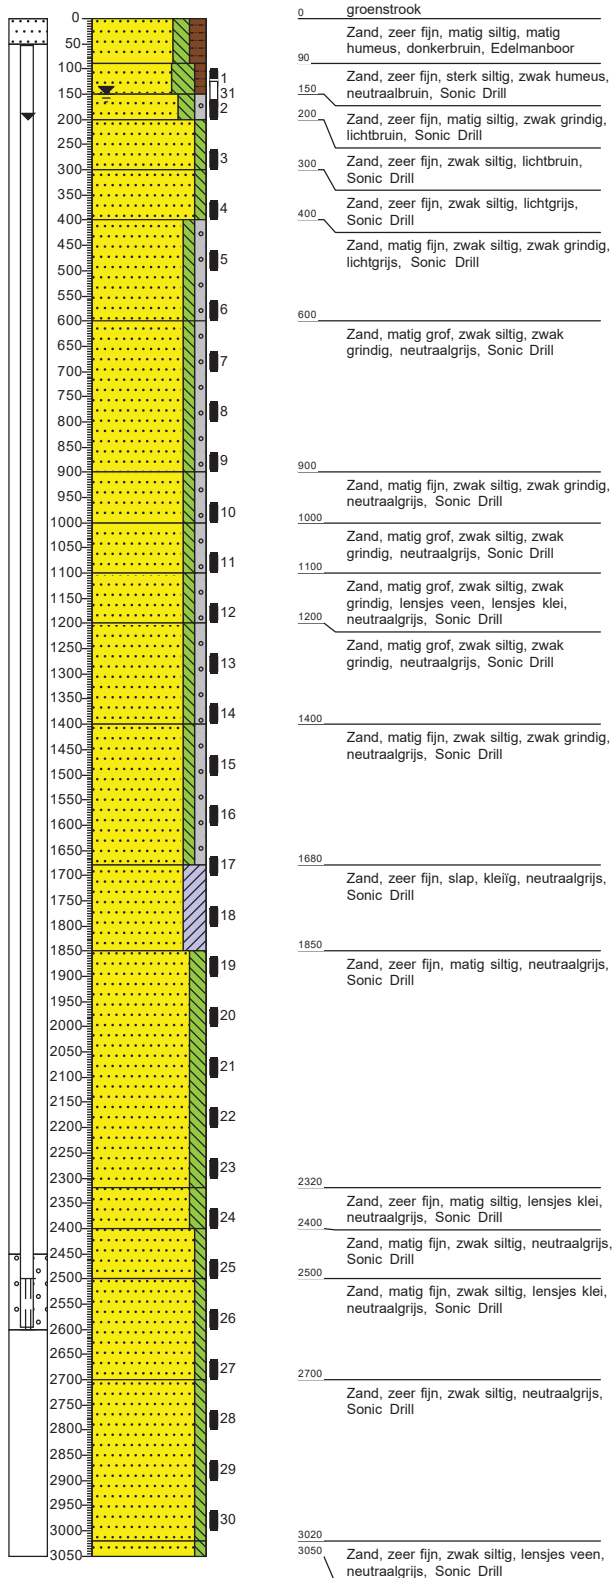 0
50
100
150
200
250
300
350
400
450
500
550
600
650
700
750
800
850
900
950
1000
1050
1100
1150
1200
1250
1300
1350
1400
1450
1500
1550
1600
1650
1700
1750
1800
1850
1900
1950
2000
2050
2100
2150
2200
2250
2300
2350
2400
2450
2500
2550
2600
2650
2700
2750
2800
2850
2900
2950
3000
3050
1
31
2
3
4
5
6
7
8
9
10
11
12
13
14
15
16
17
18
19
20
21
22
23
24
25
26
27
28
29
30
0
groenstrook
Zand, zeer fijn, matig siltig, matig
humeus, donkerbruin, Edelmanboor
90
Zand, zeer fijn, sterk siltig, zwak humeus,
neutraalbruin, Sonic Drill
150
Zand, zeer fijn, matig siltig, zwak grindig,
lichtbruin, Sonic Drill
200
Zand, zeer fijn, zwak siltig, lichtbruin,
Sonic Drill
300
Zand, zeer fijn, zwak siltig, lichtgrijs,
Sonic Drill
400
Zand, matig fijn, zwak siltig, zwak grindig,
lichtgrijs, Sonic Drill
600
Zand, matig grof, zwak siltig, zwak
grindig, neutraalgrijs, Sonic Drill
900
Zand, matig fijn, zwak siltig, zwak grindig,
neutraalgrijs, Sonic Drill
1000
Zand, matig grof, zwak siltig, zwak
grindig, neutraalgrijs, Sonic Drill
1100
Zand, matig grof, zwak siltig, zwak
grindig, lensjes veen, lensjes klei,
neutraalgrijs, Sonic Drill
1200
Zand, matig grof, zwak siltig, zwak
grindig, neutraalgrijs, Sonic Drill
1400
Zand, matig fijn, zwak siltig, zwak grindig,
neutraalgrijs, Sonic Drill
1680
Zand, zeer fijn, slap, kleiïg, neutraalgrijs,
Sonic Drill
1850
Zand, zeer fijn, matig siltig, neutraalgrijs,
Sonic Drill
2320
Zand, zeer fijn, matig siltig, lensjes klei,
neutraalgrijs, Sonic Drill
2400
Zand, matig fijn, zwak siltig, neutraalgrijs,
Sonic Drill
2500
Zand, matig fijn, zwak siltig, lensjes klei,
neutraalgrijs, Sonic Drill
2700
Zand, zeer fijn, zwak siltig, neutraalgrijs,
Sonic Drill
3020
3050
Zand, zeer fijn, zwak siltig, lensjes veen,
neutraalgrijs, Sonic Drill